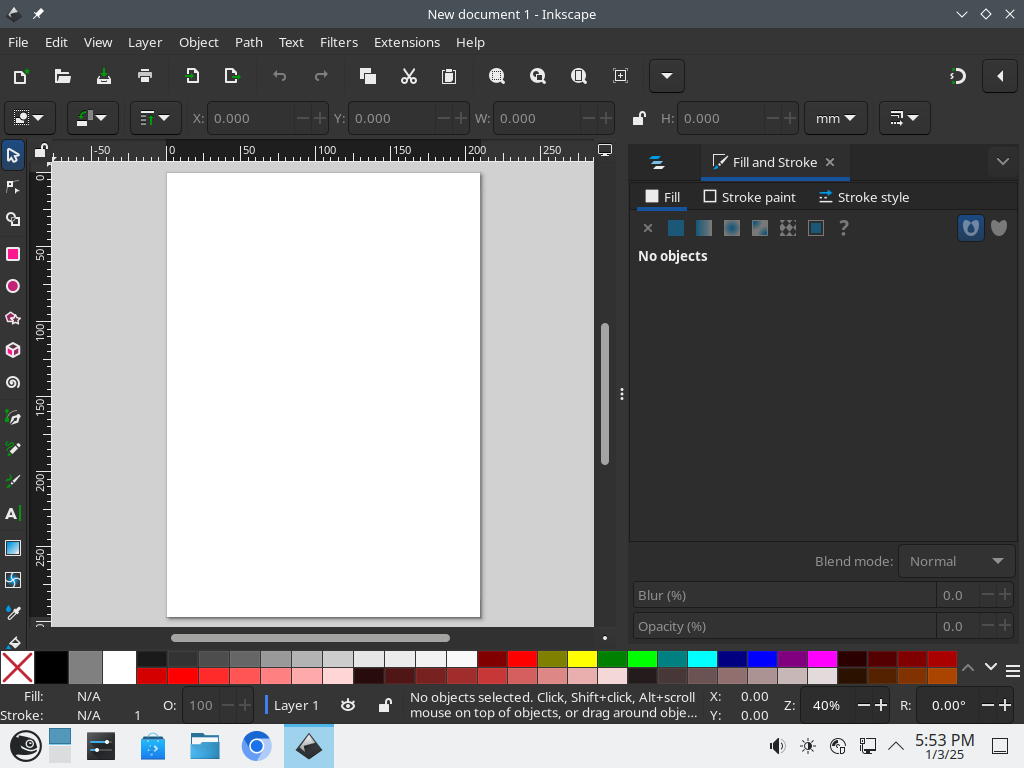 New document 1 - Inkscape
File Edit View Layer Object Path Text Filters Extensions Help
X: 0.000 Y: 0.000 W: 0.000 H: 0.000 mm
-50 0 50 100 150 200 250
0
50
100
150
200
250
Fill and Stroke
Fill Stroke paint Stroke style
?
No objects
Blend mode: Normal
Blur (%) 0.0
Opacity (%) 0.0
Fill: N/A
Stroke: N/A 1
O: 100
Layer 1
No objects selected. Click, Shift+click, Alt+scroll
mouse on top of objects, or drag around obje...
X: 0.00
Y: 0.00
Z: 40%
R: 0.00°
5:53 PM
1/3/25